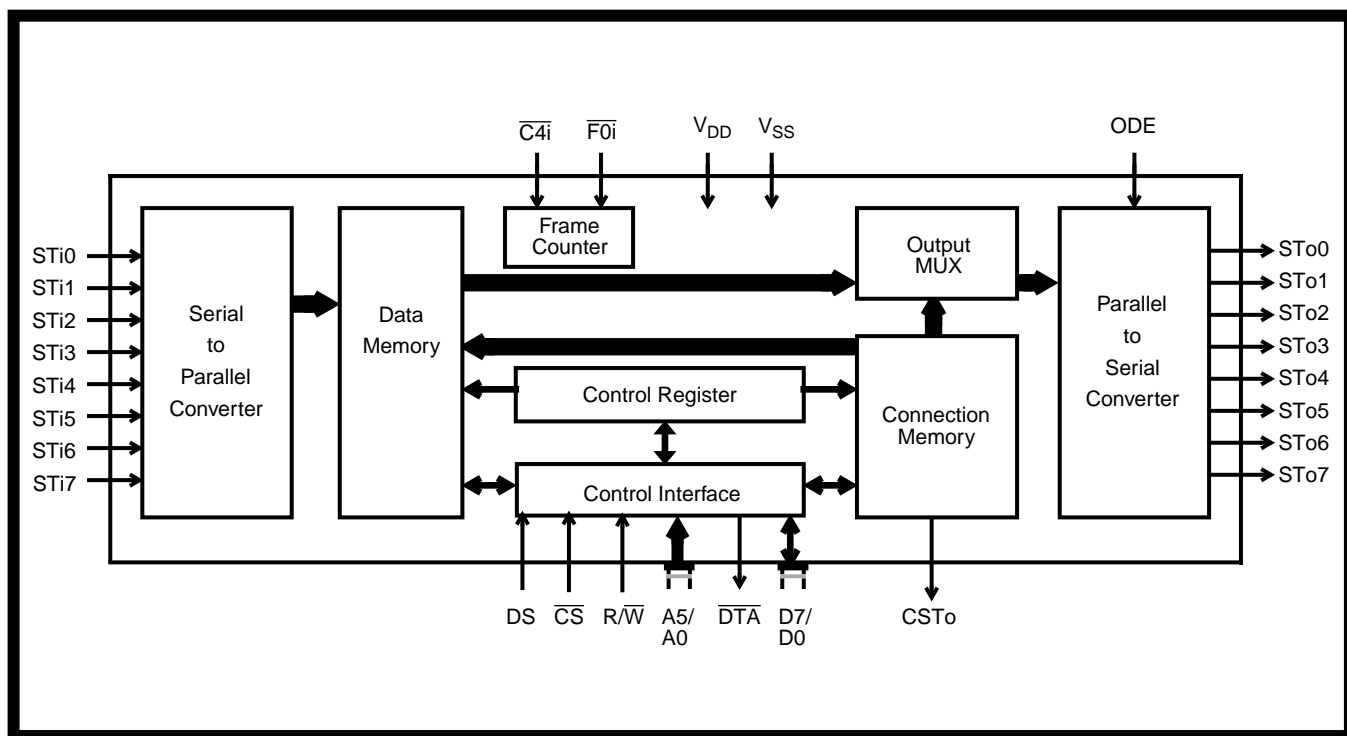 C4i
F0i
VDD
VSS
ODE
STi0
STi1
STi2
STi3
STi4
STi5
STi6
STi7
Serial
to
Parallel
Converter
Data
Memory
Frame
Counter
Control Register
Control Interface
Output
MUX
Connection
Memory
Parallel
to
Serial
Converter
STo0
STo1
STo2
STo3
STo4
STo5
STo6
STo7
DS
CS
R/W
A5/
A0
DTA
D7/
D0
CSTo